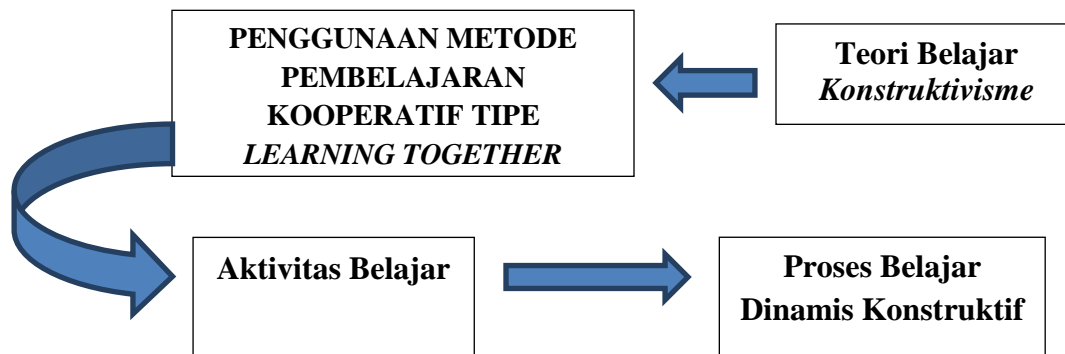 PENGGUNAAN METODE
PEMBELAJARAN
KOOPERATIF TIPE
LEARNING TOGETHER
Teori Belajar
Konstruktivisme
Aktivitas Belajar
Proses Belajar
Dinamis Konstruktif